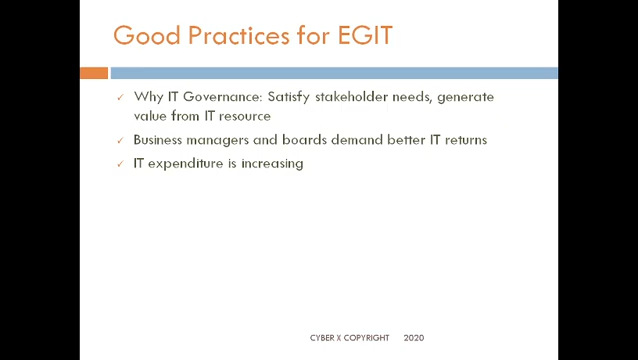 Good Practices for EGIT
✓ Why IT Governance: Satisfy stakeholder needs, generate
value from IT resource
✓ Business managers and boards demand better IT returns
✓ IT expenditure is increasing
CYBER X COPYRIGHT 2020